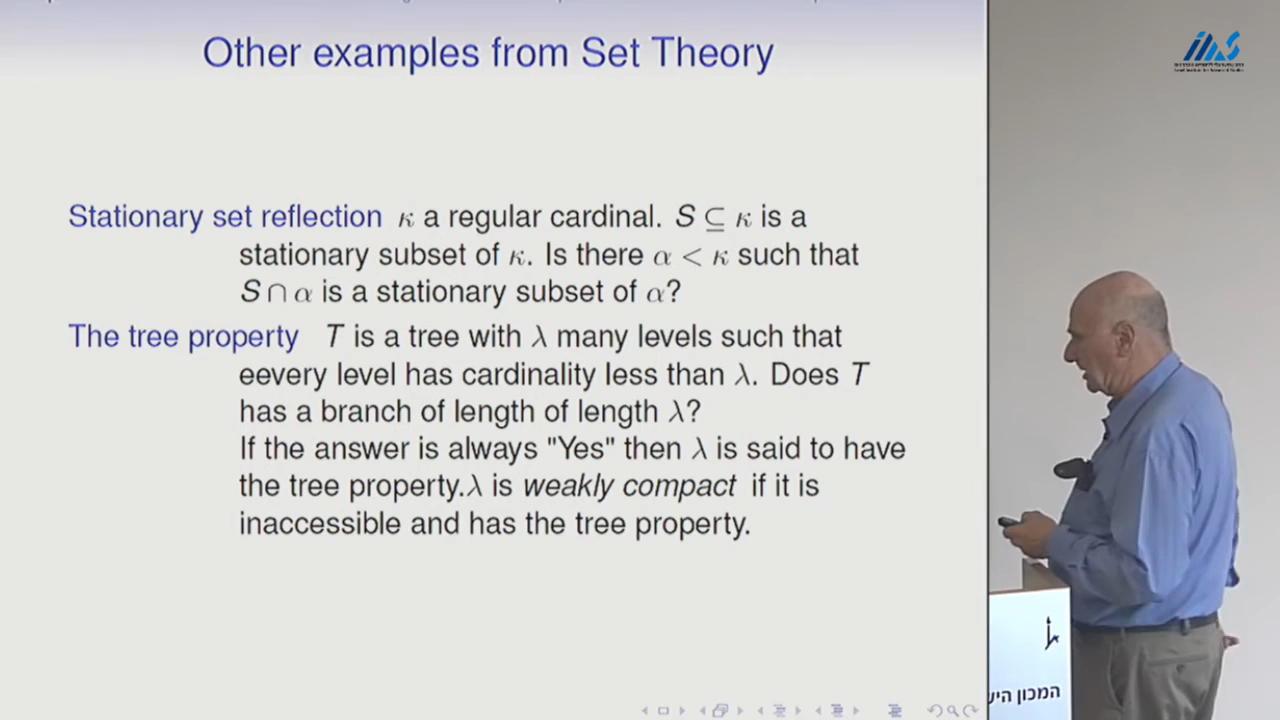 Other examples from Set Theory
Stationary set reflection κ a regular cardinal. S ⊆ κ is a
stationary subset of κ. Is there α < κ such that
S ∩ α is a stationary subset of α?
The tree property T is a tree with λ many levels such that
eevery level has cardinality less than λ. Does T
has a branch of length of length λ?
If the answer is always "Yes" then λ is said to have
the tree property.λ is weakly compact if it is
inaccessible and has the tree property.
IIAS
המכון הי